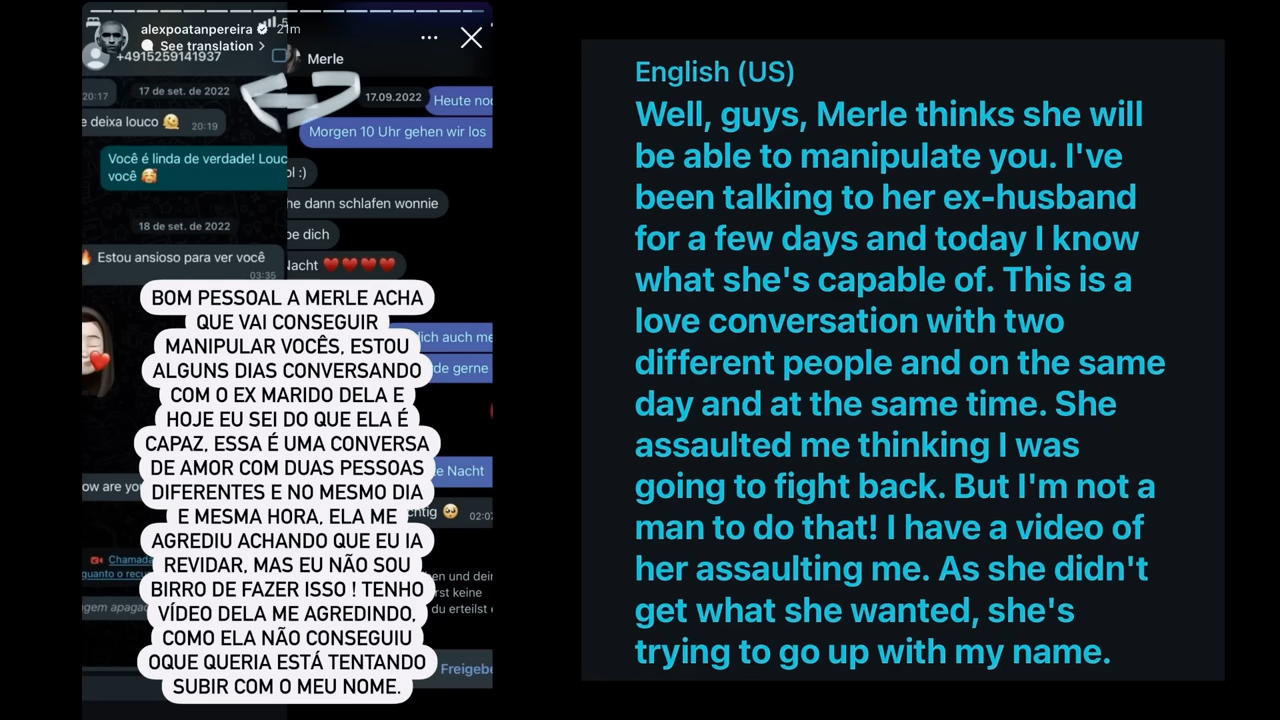 alexpoatanpereira 21m
See translation >
+4915259141937
Merle
20:17
17 de set. de 2022
17.09.2022
Heute
e deixa louco 🫠 20:19
Morgen 10 Uhr gehen wir los
Você é linda de verdade!
você 🥰
:)
he dann schlafen wonnie
18 de set. de 2022
dich
🔥 Estou ansioso para ver você
03:35
Nacht ♥️♥️♥️♥️
BOM PESSOAL A MERLE ACHA
QUE VAI CONSEGUIR
MANIPULAR VOCÊS, ESTOU
ALGUNS DIAS CONVERSANDO
COM O EX MARIDO DELA E
HOJE EU SEI DO QUE ELA É
CAPAZ, ESSA É UMA CONVERSA
DE AMOR COM DUAS PESSOAS
DIFERENTES E NO MESMO DIA
E MESMA HORA, ELA ME
AGREDIU ACHANDO QUE EU IA
REVIDAR, MAS EU NÃO SOU
BIRRO DE FAZER ISSO ! TENHO
VÍDEO DELA ME AGREDINDO,
COMO ELA NÃO CONSEGUIU
OQUE QUERIA ESTÁ TENTANDO
SUBIR COM O MEU NOME.
auch
gerne
Nacht
how are
🥺 02:07
Chamada
quanto o
und
keine
du erteilst
English (US)
Well, guys, Merle thinks she will
be able to manipulate you. I've
been talking to her ex-husband
for a few days and today I know
what she's capable of. This is a
love conversation with two
different people and on the same
day and at the same time. She
assaulted me thinking I was
going to fight back. But I'm not a
man to do that! I have a video of
her assaulting me. As she didn't
get what she wanted, she's
trying to go up with my name.